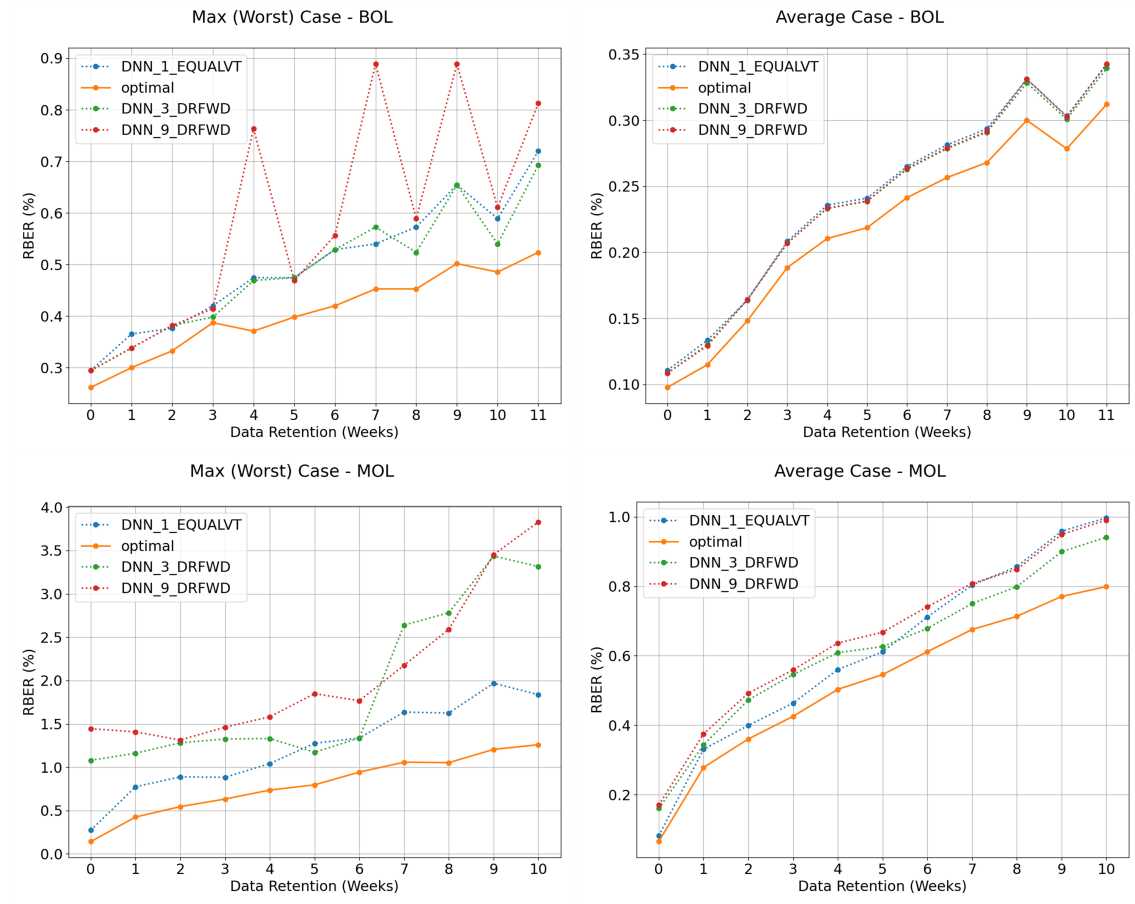 Max (Worst) Case - BOL
RBER (%)
0.9
0.8
0.7
0.6
0.5
0.4
0.3
DNN_1_EQUALVT
optimal
DNN_3_DRFWD
DNN_9_DRFWD
0 1 2 3 4 5 6 7 8 9 10 11
Data Retention (Weeks)
Average Case - BOL
RBER (%)
0.35
0.30
0.25
0.20
0.15
0.10
DNN_1_EQUALVT
optimal
DNN_3_DRFWD
DNN_9_DRFWD
0 1 2 3 4 5 6 7 8 9 10 11
Data Retention (Weeks)
Max (Worst) Case - MOL
RBER (%)
4.0
3.5
3.0
2.5
2.0
1.5
1.0
0.5
0.0
DNN_1_EQUALVT
optimal
DNN_3_DRFWD
DNN_9_DRFWD
0 1 2 3 4 5 6 7 8 9 10
Data Retention (Weeks)
Average Case - MOL
RBER (%)
1.0
0.8
0.6
0.4
0.2
DNN_1_EQUALVT
optimal
DNN_3_DRFWD
DNN_9_DRFWD
0 1 2 3 4 5 6 7 8 9 10
Data Retention (Weeks)